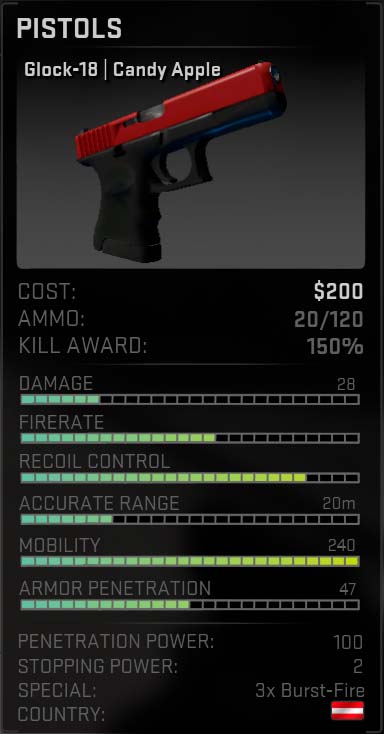 PISTOLS
Glock-18 | Candy Apple
COST: $200
AMMO: 20/120
KILL AWARD: 150%
DAMAGE 28
FIRERATE
RECOIL CONTROL
ACCURATE RANGE 20m
MOBILITY 240
ARMOR PENETRATION 47
PENETRATION POWER: 100
STOPPING POWER: 2
SPECIAL: 3x Burst-Fire
COUNTRY: